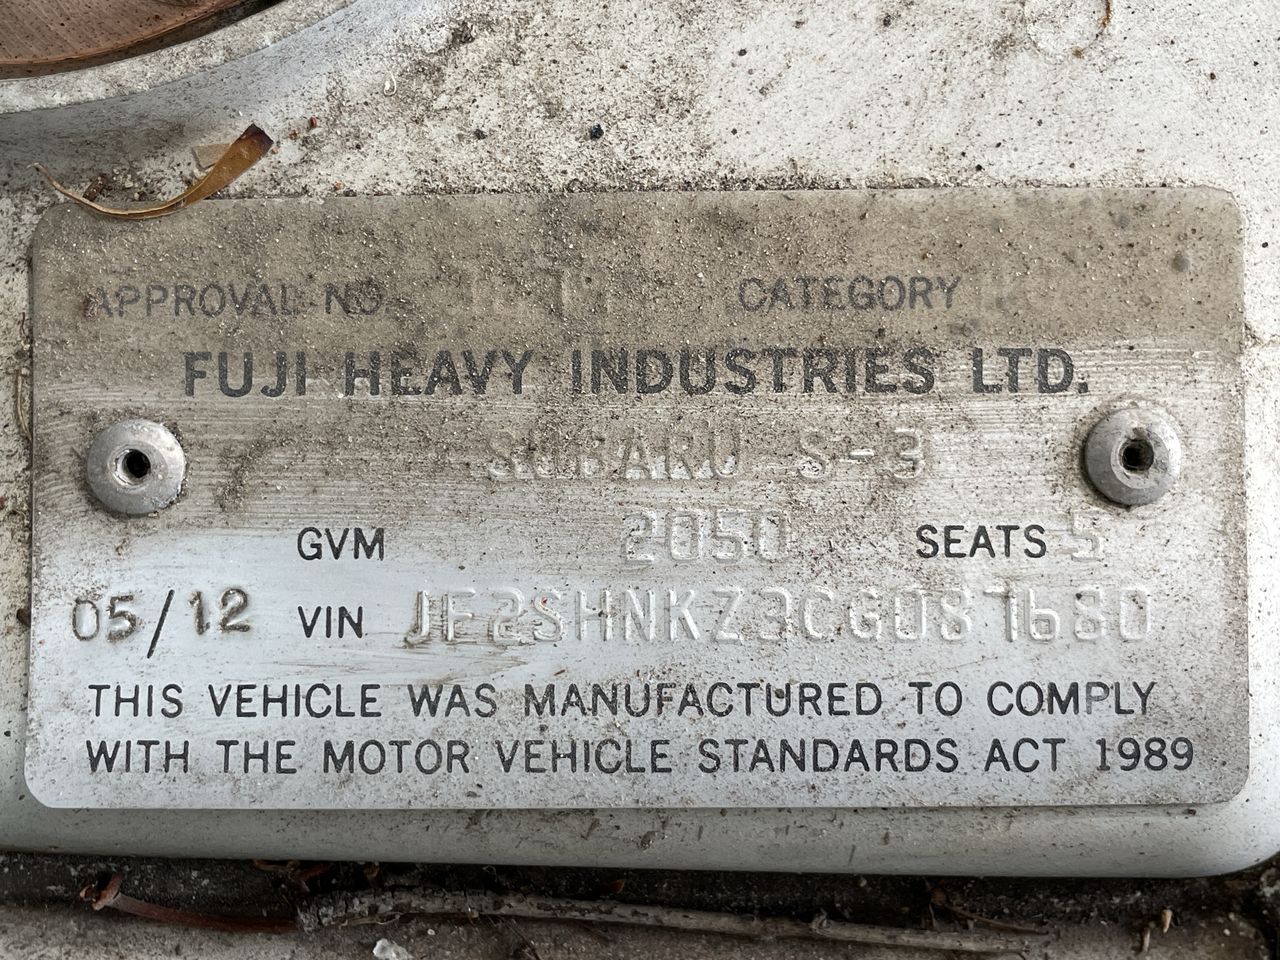 APPROVAL NO. CATEGORY
FUJI HEAVY INDUSTRIES LTD.
SUBARU S-3
GVM 2050 SEATS 5
05/12 VIN JF2SHNKZ3CG087680
THIS VEHICLE WAS MANUFACTURED TO COMPLY
WITH THE MOTOR VEHICLE STANDARDS ACT 1989